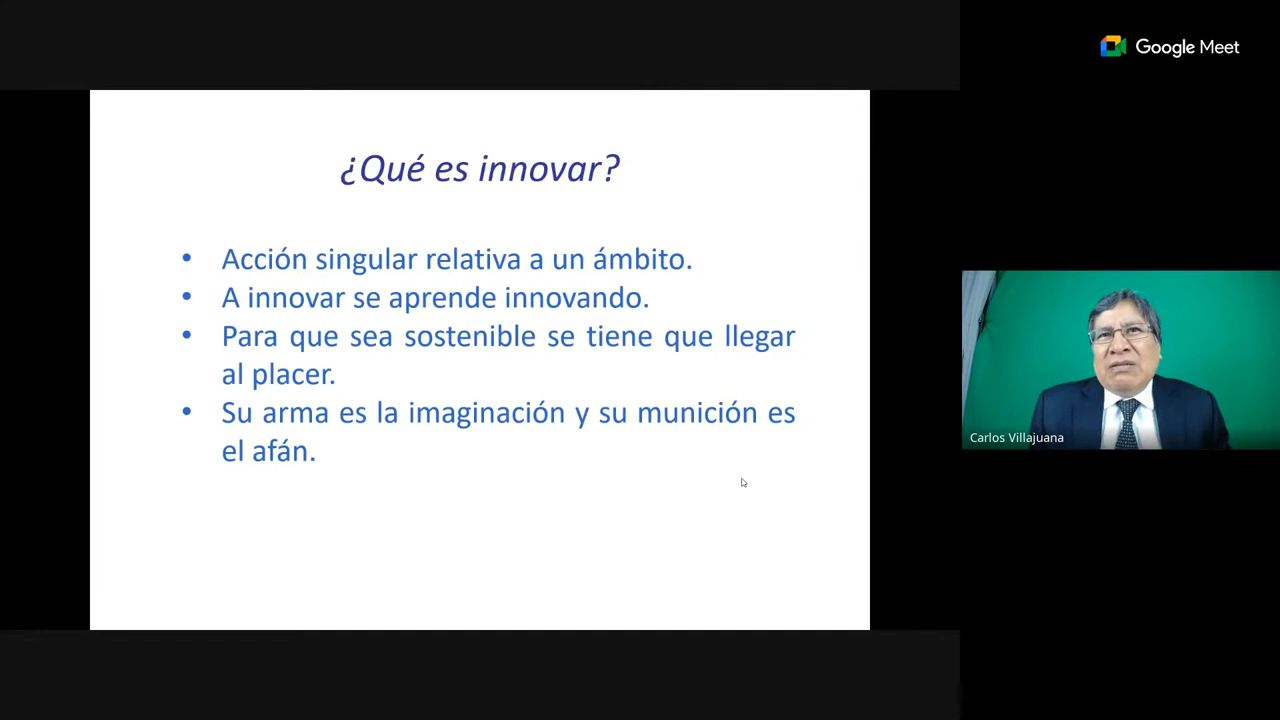 Google Meet
¿Qué es innovar?
• Acción singular relativa a un ámbito.
• A innovar se aprende innovando.
• Para que sea sostenible se tiene que llegar
al placer.
• Su arma es la imaginación y su munición es
el afán.
Carlos Villajuana